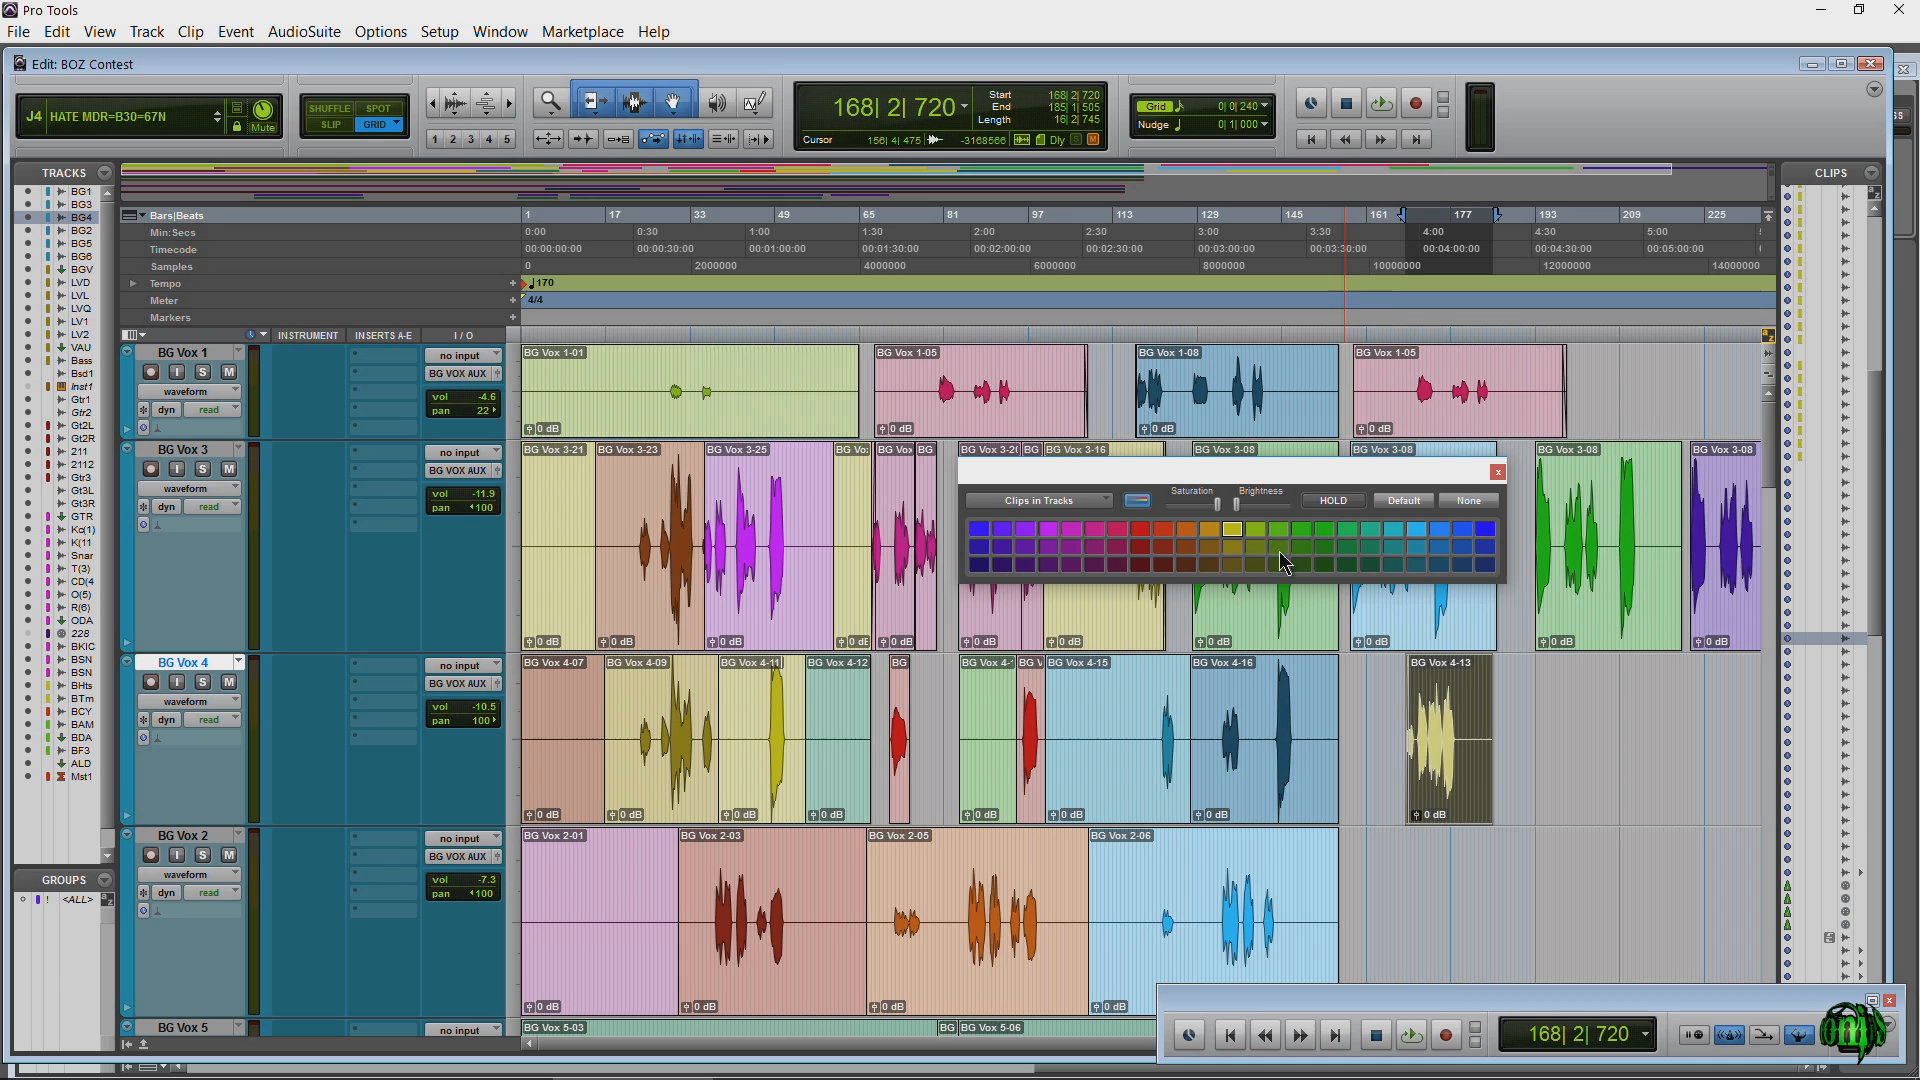 Pro Tools
File Edit View Track Clip Event AudioSuite Options Setup Window Marketplace Help
Edit: BOZ Contest
J4 HATE MDR=B30=67N
Mute
SHUFFLE SPOT
SLIP GRID
1 2 3 4 5
168| 2| 720
Start 168| 2| 720
End 185| 1| 505
Length 16| 2| 745
Cursor 156| 4| 475 -3168566 Dly S M
Grid 0| 0| 240
Nudge 0| 1| 000
TRACKS
BG1
BG3
BG4
BG2
BG5
BG6
BGV
LVD
LVL
LVQ
LV1
LV2
VAU
Bass
Bsd1
Inst1
Gtr1
Gtr2
Gt2L
Gt2R
211
2112
Gtr3
Gt3L
Gt3R
GTR
Kc(1)
K(11
Snar
T(3)
CD(4
O(5)
R(6)
ODA
228
BKIC
BSN
BSN
BHts
BTm
BCY
BAM
BDA
BF3
ALD
Mst1
GROUPS
! <ALL>
CLIPS
Bars|Beats 1 17 33 49 65 81 97 113 129 145 161 177 193 209 225
Min:Secs 0:00 0:30 1:00 1:30 2:00 2:30 3:00 3:30 4:00 4:30 5:00
Timecode 00:00:00:00 00:00:30:00 00:01:00:00 00:01:30:00 00:02:00:00 00:02:30:00 00:03:00:00 00:03:30:00 00:04:00:00 00:04:30:00 00:05:00:00
Samples 0 2000000 4000000 6000000 8000000 10000000 12000000 14000000
Tempo 170
Meter 4/4
Markers
INSTRUMENT INSERTS A-E I / O
BG Vox 1
I S M
waveform
dyn read
no input
BG VOX AUX
vol -4.6
pan 22
BG Vox 1-01 BG Vox 1-05 BG Vox 1-08 BG Vox 1-05
0 dB 0 dB 0 dB 0 dB
BG Vox 3
I S M
waveform
dyn read
no input
BG VOX AUX
vol -11.9
pan 100
BG Vox 3-21 BG Vox 3-23 BG Vox 3-25 BG Vo: BG Vo: BG BG Vox 3-2( BG BG Vox 3-16 BG Vox 3-08 BG Vox 3-08 BG Vox 3-08 BG Vox 3-08
0 dB 0 dB 0 dB 0 dB 0 dB 0 dB 0 dB 0 dB 0 dB 0 dB 0 dB
Clips in Tracks Saturation Brightness HOLD Default None
BG Vox 4
I S M
waveform
dyn read
no input
BG VOX AUX
vol -10.5
pan 100
BG Vox 4-07 BG Vox 4-09 BG Vox 4-11 BG Vox 4-12 BG BG Vox 4-1 BG V BG Vox 4-15 BG Vox 4-16 BG Vox 4-13
0 dB 0 dB 0 dB 0 dB 0 dB 0 dB 0 dB 0 dB
BG Vox 2
I S M
waveform
dyn read
no input
BG VOX AUX
vol -7.3
pan 100
BG Vox 2-01 BG Vox 2-03 BG Vox 2-05 BG Vox 2-06
0 dB 0 dB 0 dB 0 dB
BG Vox 5
no input
BG Vox 5-03 BG BG Vox 5-06
168| 2| 720